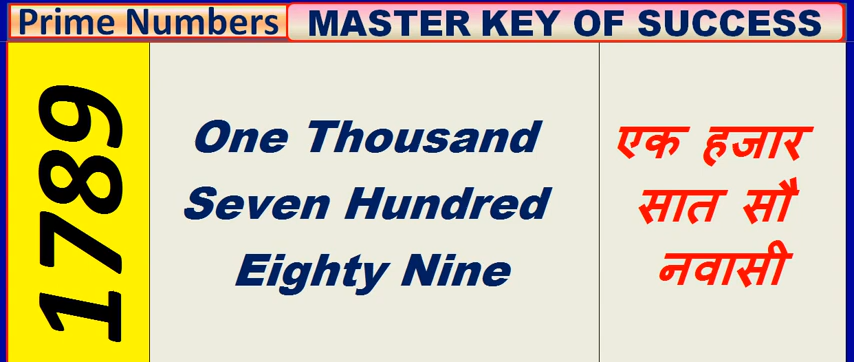 Prime Numbers
MASTER KEY OF SUCCESS
1789
One Thousand
Seven Hundred
Eighty Nine
एक हजार
सात सौ
नवासी